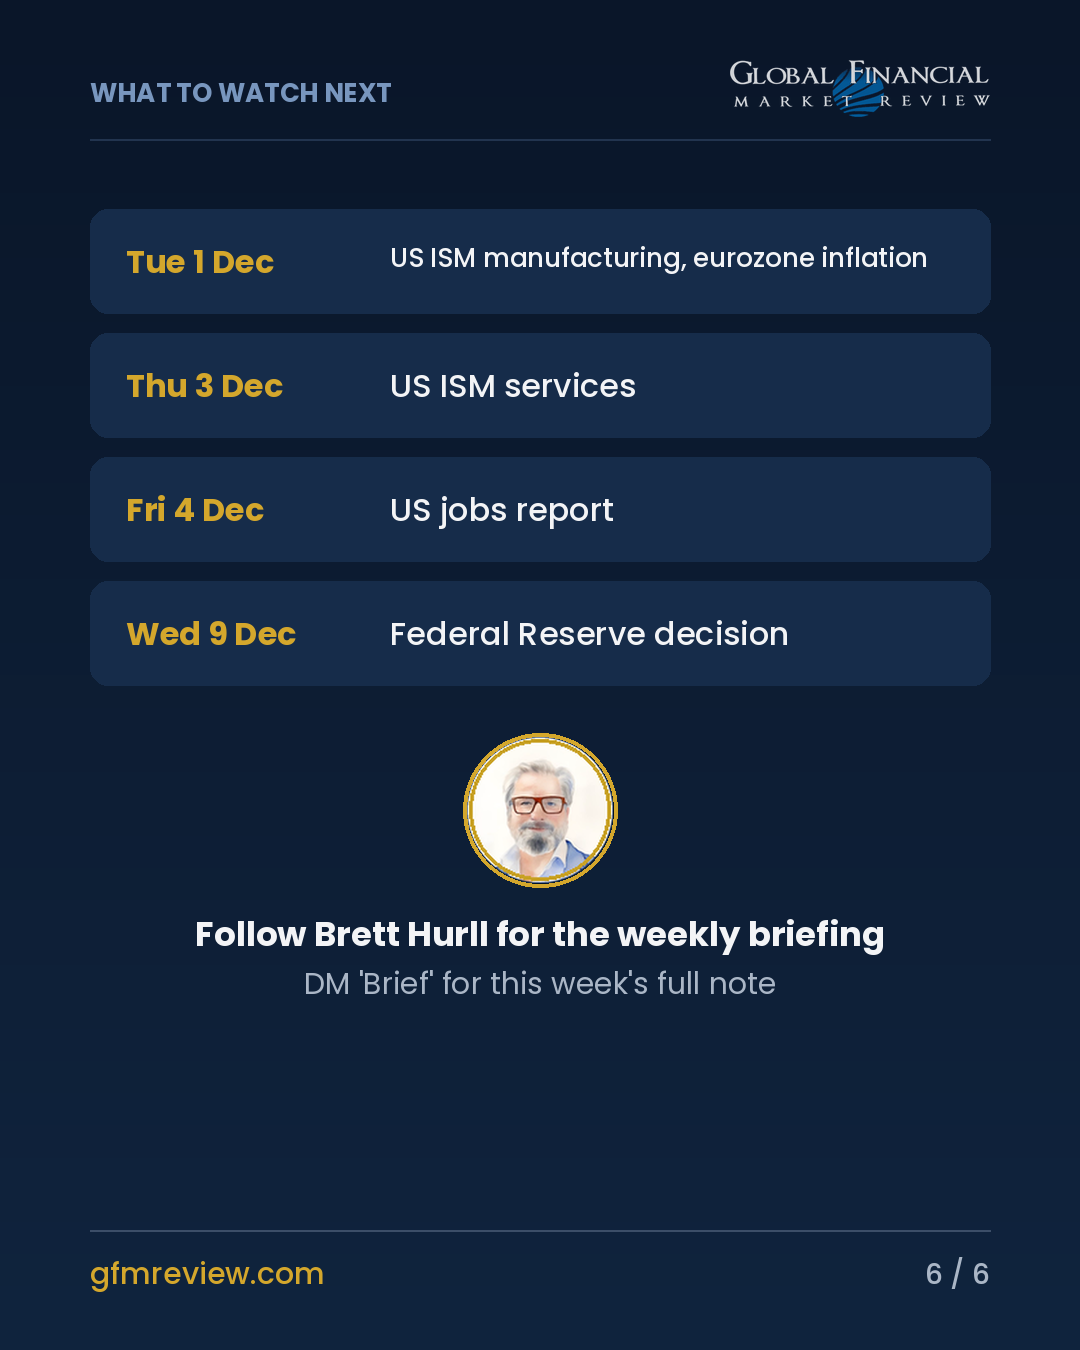 WHAT TO WATCH NEXT
GLOBAL FINANCIAL
MARKET REVIEW
Tue 1 Dec
US ISM manufacturing, eurozone inflation
Thu 3 Dec
US ISM services
Fri 4 Dec
US jobs report
Wed 9 Dec
Federal Reserve decision
Follow Brett Hurll for the weekly briefing
DM 'Brief' for this week's full note
gfmreview.com
6 / 6